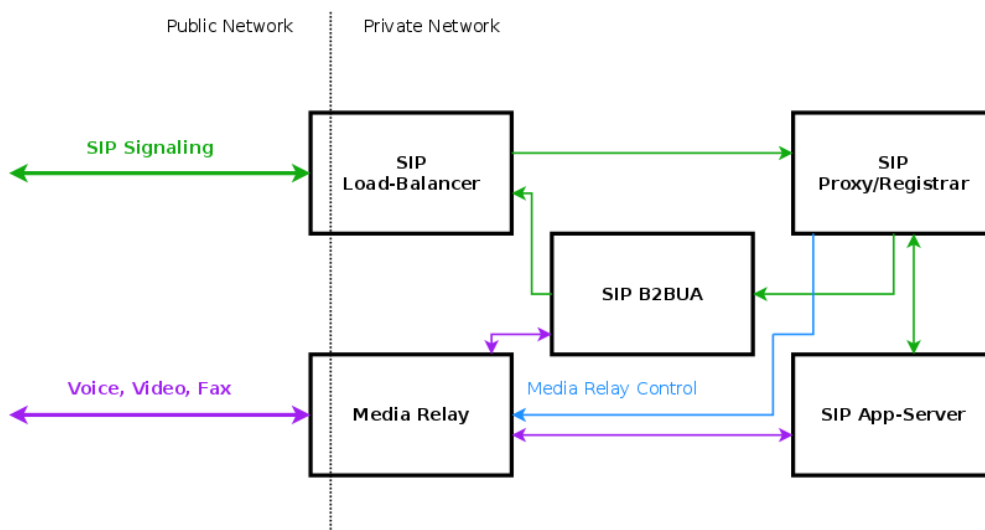 Public Network
Private Network
SIP Signaling
SIP
Load-Balancer
SIP
Proxy/Registrar
SIP B2BUA
Voice, Video, Fax
Media Relay
Media Relay Control
SIP App-Server